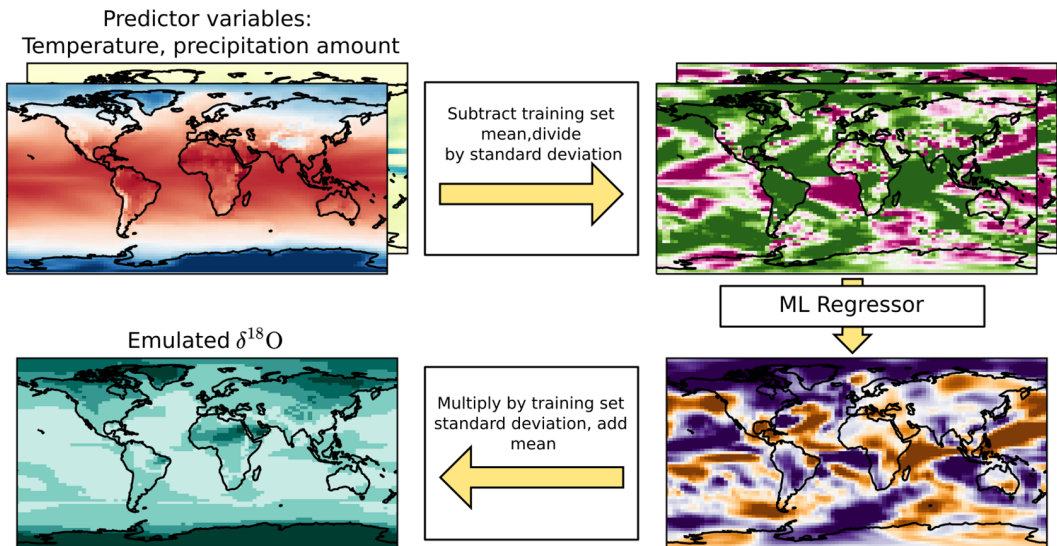 Predictor variables:
Temperature, precipitation amount
Subtract training set
mean,divide
by standard deviation
ML Regressor
Emulated δ¹⁸O
Multiply by training set
standard deviation, add
mean